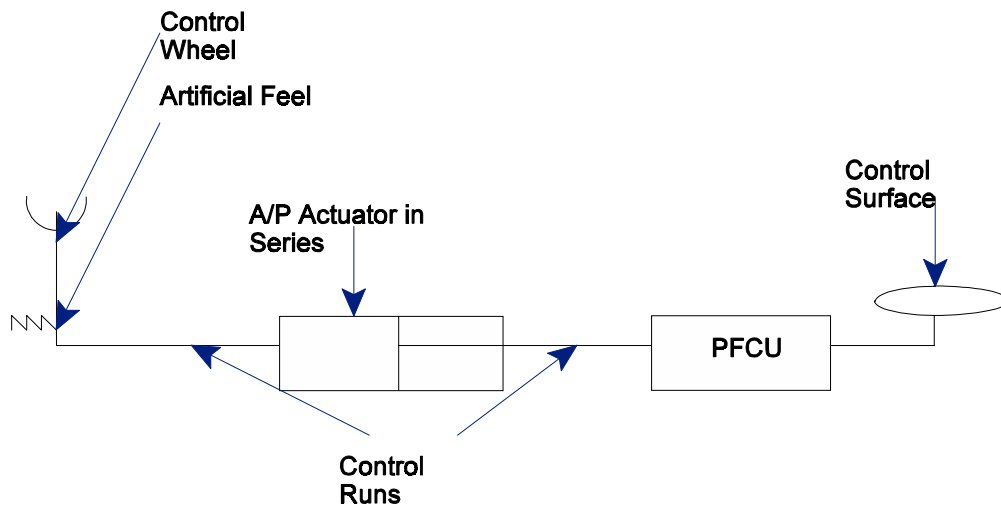 Control
Wheel
Artificial Feel
A/P Actuator in
Series
Control
Surface
PFCU
Control
Runs